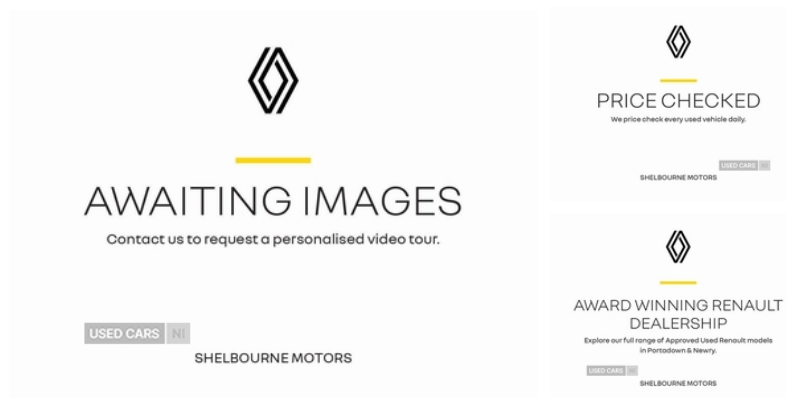 AWAITING IMAGES
Contact us to request a personalised video tour.
USED CARS NI
SHELBOURNE MOTORS
PRICE CHECKED
We price check every used vehicle daily.
USED CARS NI
SHELBOURNE MOTORS
AWARD WINNING RENAULT
DEALERSHIP
Explore our full range of Approved Used Renault models
in Portadown & Newry.
USED CARS NI
SHELBOURNE MOTORS